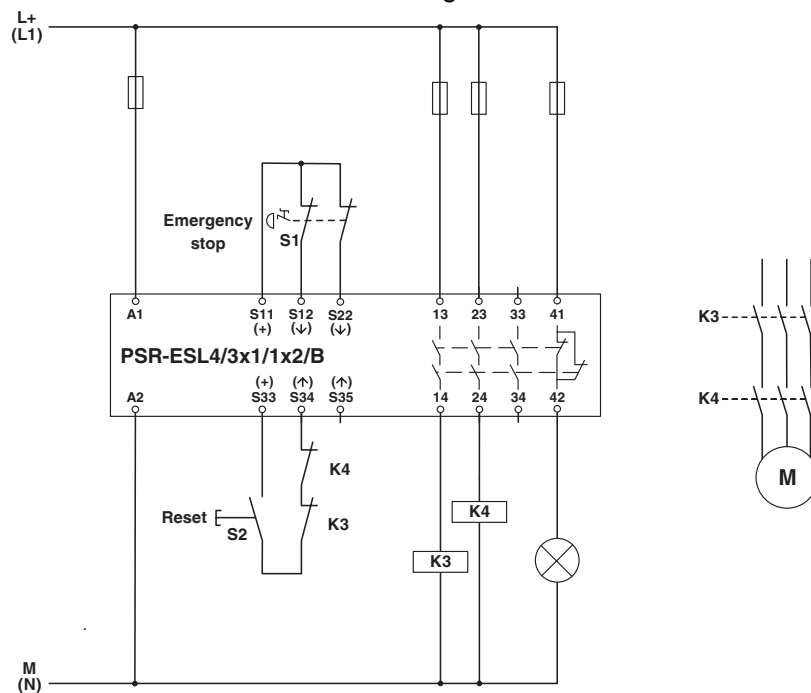 L+
(L1)
Emergency
stop
S1
A1
S11
(+)
S12
(↓)
S22
(↓)
13
23
33
41
K3
PSR-ESL4/3x1/1x2/B
A2
(+)
S33
(↑)
S34
(↑)
S35
14
24
34
42
K4
M
K4
Reset
S2
K3
K4
K3
M
(N)